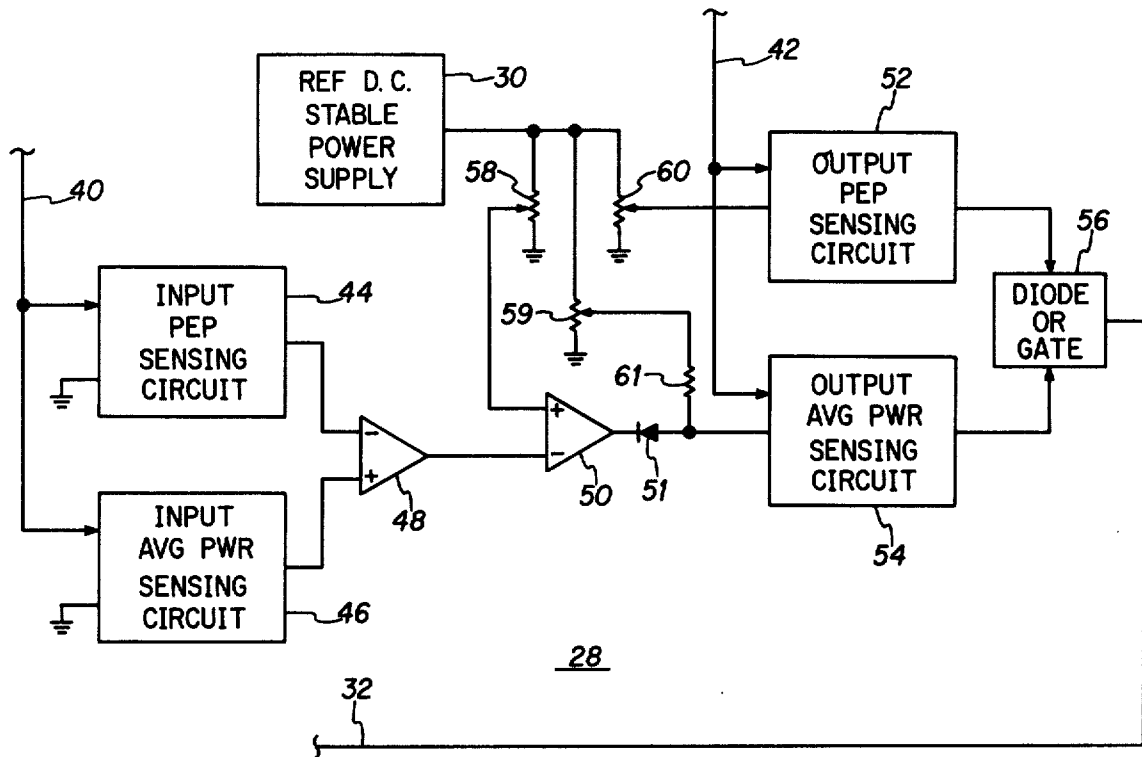 REF D.C.
STABLE
POWER
SUPPLY
30
42
52
40
58
60
OUTPUT
PEP
SENSING
CIRCUIT
56
INPUT
PEP
SENSING
CIRCUIT
44
59
DIODE
OR
GATE
61
+
-
50
51
OUTPUT
AVG PWR
SENSING
CIRCUIT
54
-
+
48
INPUT
AVG PWR
SENSING
CIRCUIT
46
28
32